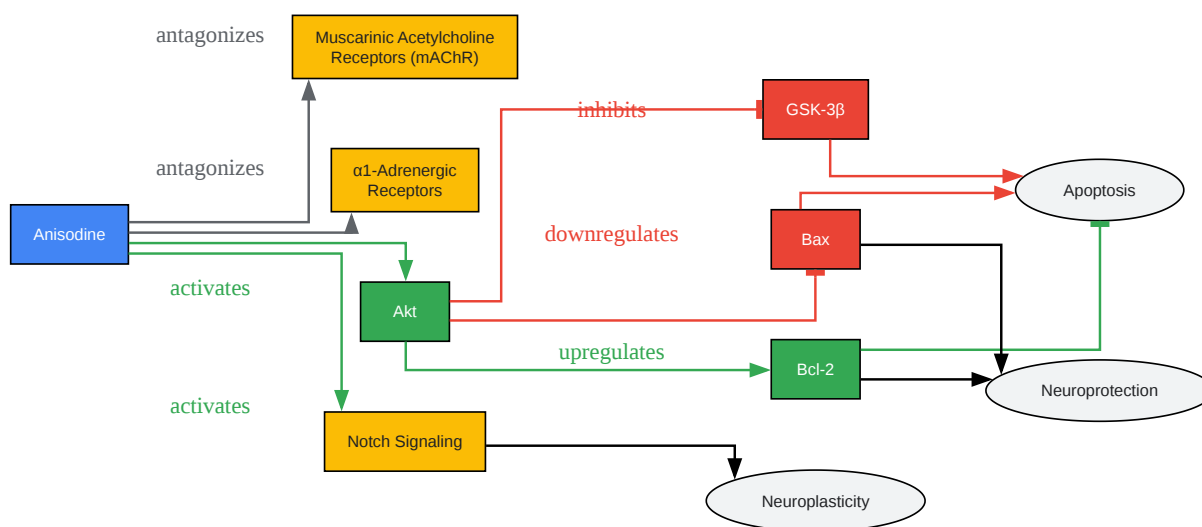 antagonizes
Muscarinic Acetylcholine
Receptors (mAChR)
inhibits
GSK-3β
antagonizes
α1-Adrenergic
Receptors
Apoptosis
Anisodine
downregulates
Bax
activates
Akt
upregulates
Bcl-2
Neuroprotection
activates
Notch Signaling
Neuroplasticity